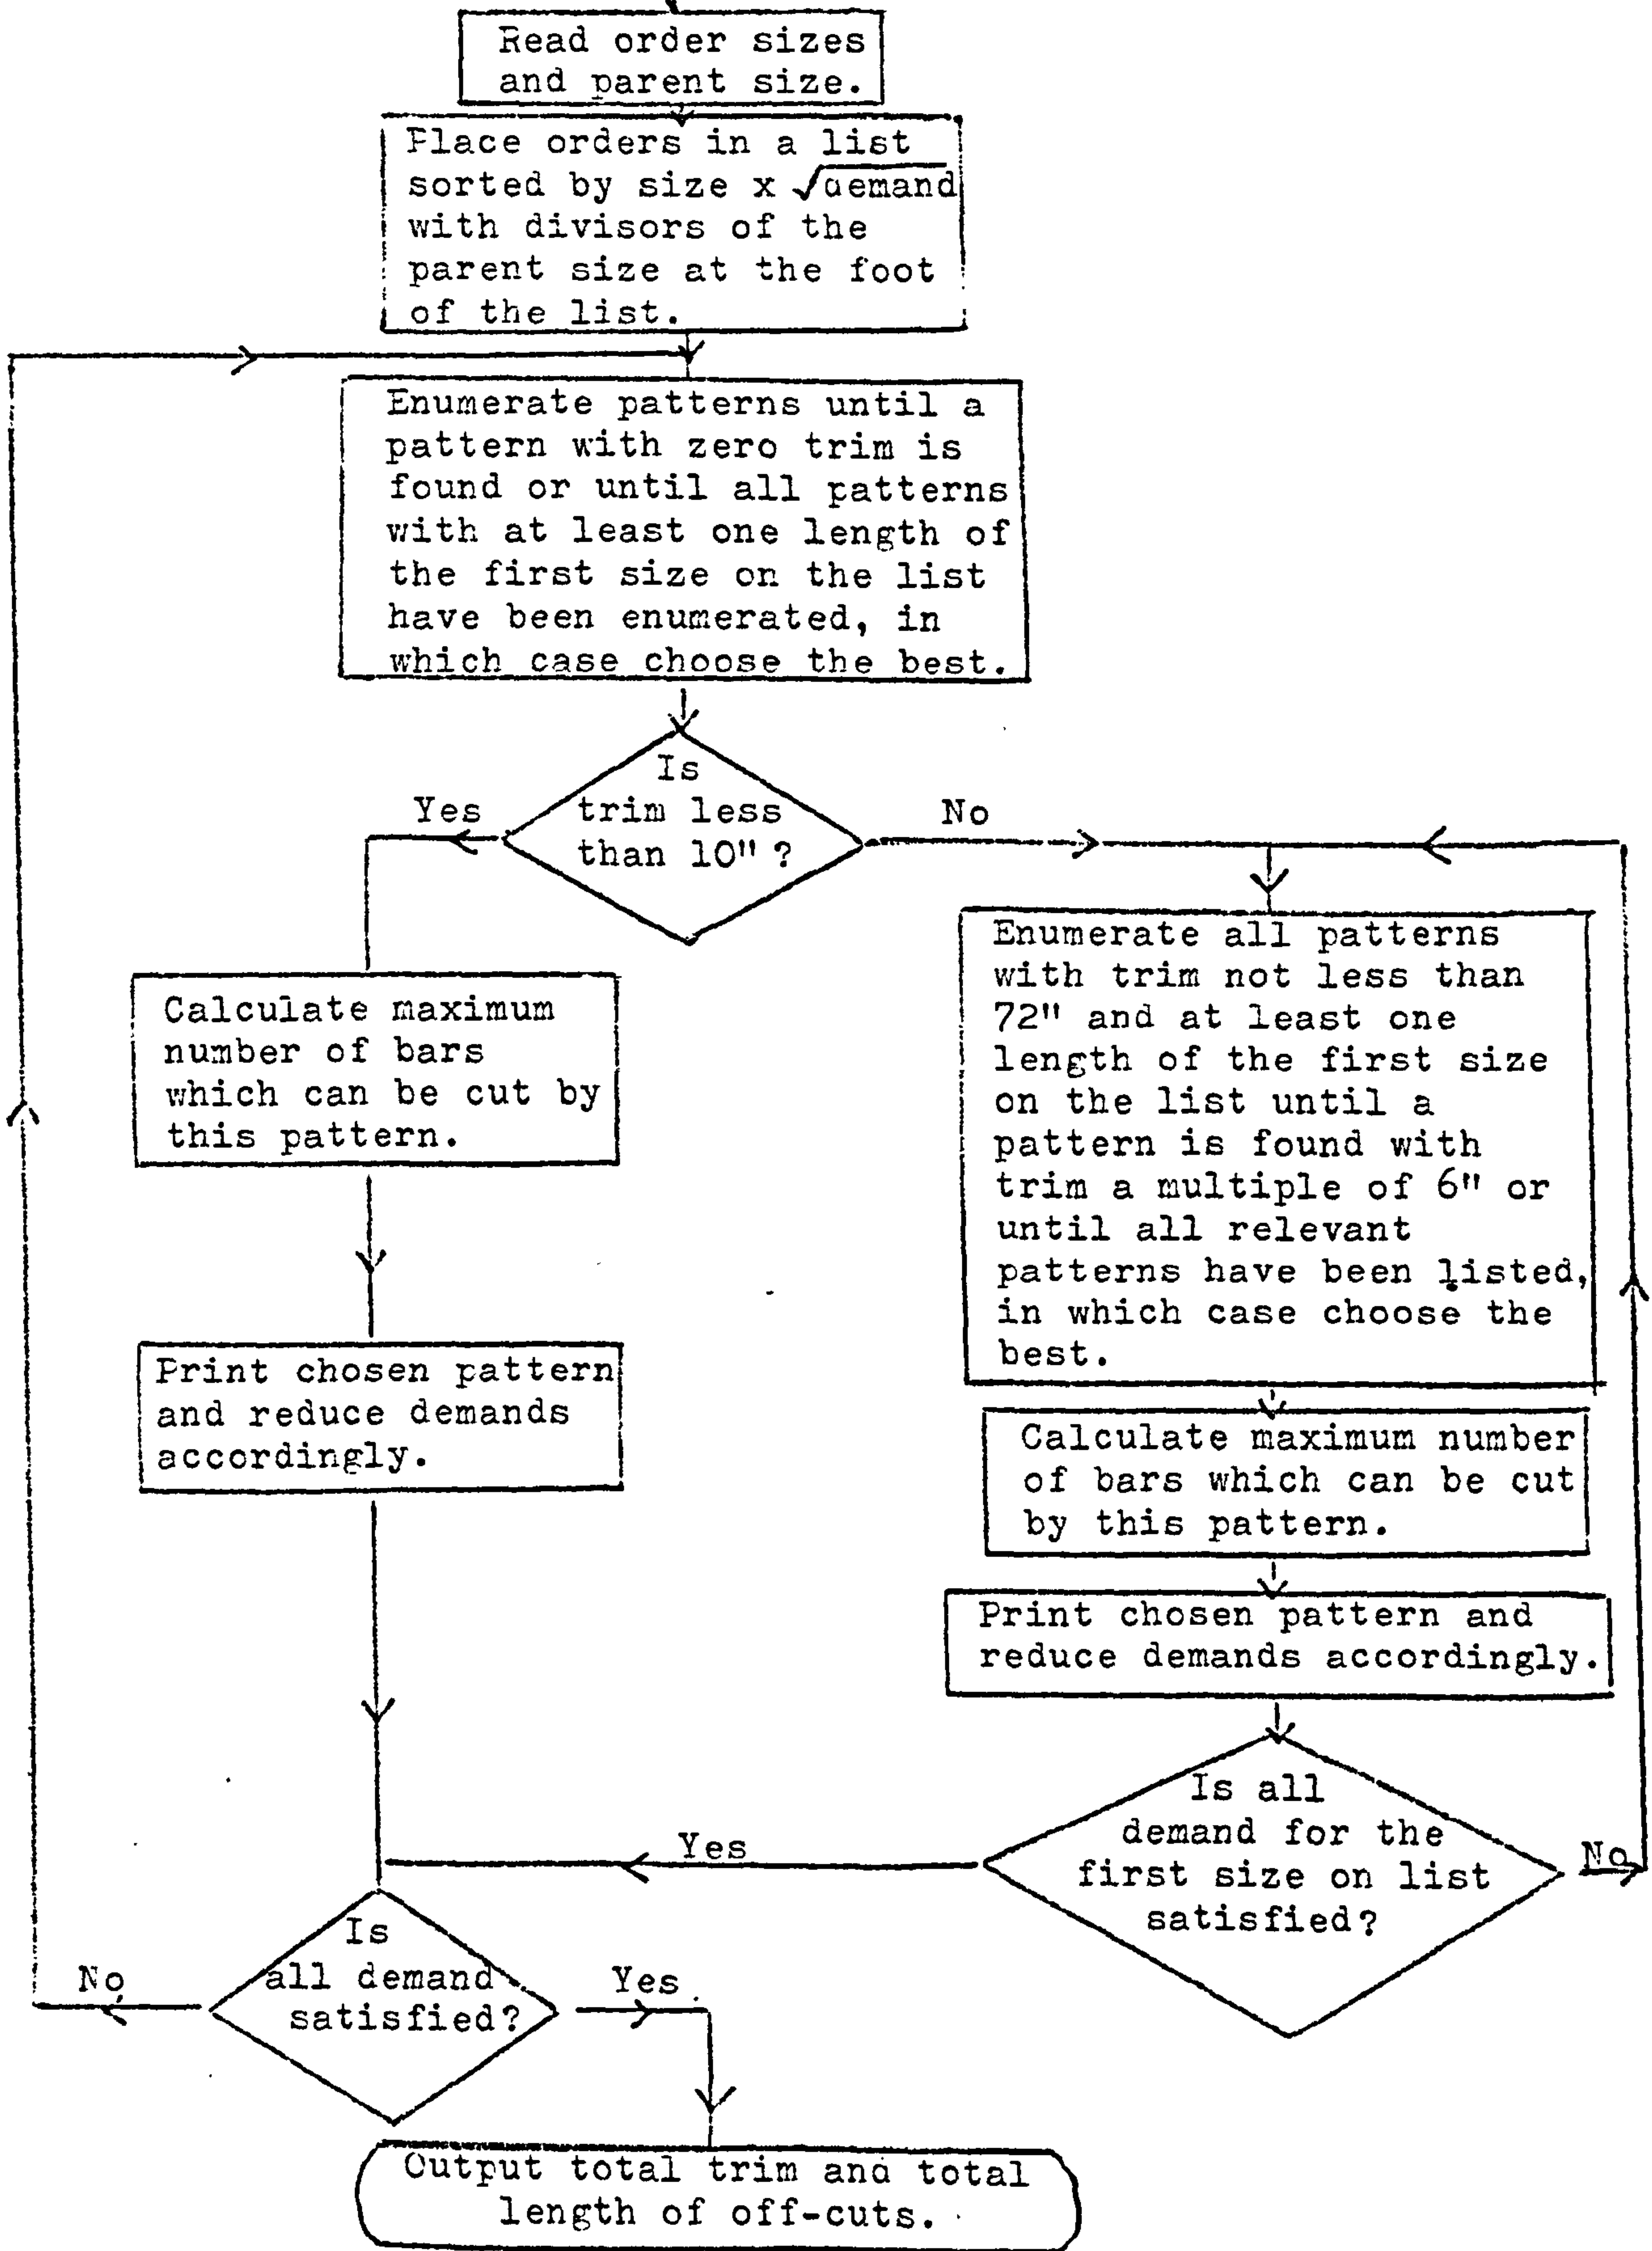 Read order sizes
and parent size.
Place orders in a list
sorted by size x √demand
with divisors of the
parent size at the foot
of the list.
Enumerate patterns until a
pattern with zero trim is
found or until all patterns
with at least one length of
the first size on the list
have been enumerated, in
which case choose the best.
Is
trim less
than 10" ?
Yes
No
Calculate maximum
number of bars
which can be cut by
this pattern.
Print chosen pattern
and reduce demands
accordingly.
Enumerate all patterns
with trim not less than
72" and at least one
length of the first size
on the list until a
pattern is found with
trim a multiple of 6" or
until all relevant
patterns have been listed,
in which case choose the
best.
Calculate maximum number
of bars which can be cut
by this pattern.
Print chosen pattern and
reduce demands accordingly.
Is all
demand for the
first size on list
satisfied?
Yes
No
Is
all demand
satisfied?
No
Yes
Output total trim and total
length of off-cuts.